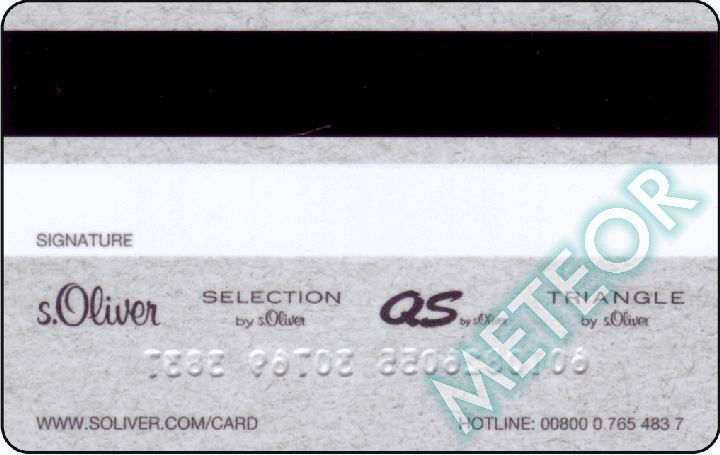 SIGNATURE
s.Oliver
SELECTION
by s.Oliver
QS by s.Oliver
TRIANGLE
by s.Oliver
METEOR
WWW.SOLIVER.COM/CARD
HOTLINE: 00800 0 765 483 7